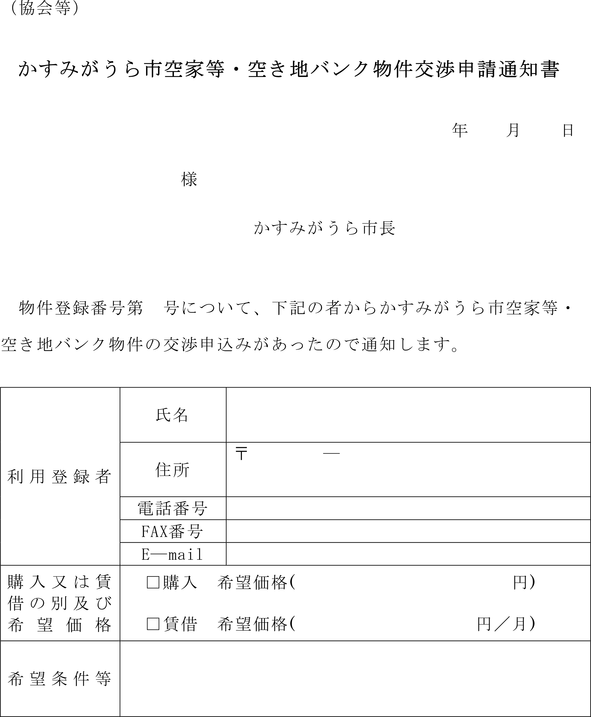 （協会等）
かすみがうら市空家等・空き地バンク物件交渉申請通知書
年　　月　　日
様
かすみがうら市長
物件登録番号第　号について、下記の者からかすみがうら市空家等・
空き地バンク物件の交渉申込みがあったので通知します。
利用登録者
氏名
住所
〒　　　　―
電話番号
FAX番号
E―mail
購入又は賃
借の別及び
希望価格
□購入　希望価格(　　　　　　　　　　　　円)
□賃借　希望価格(　　　　　　　　　　円／月)
希望条件等